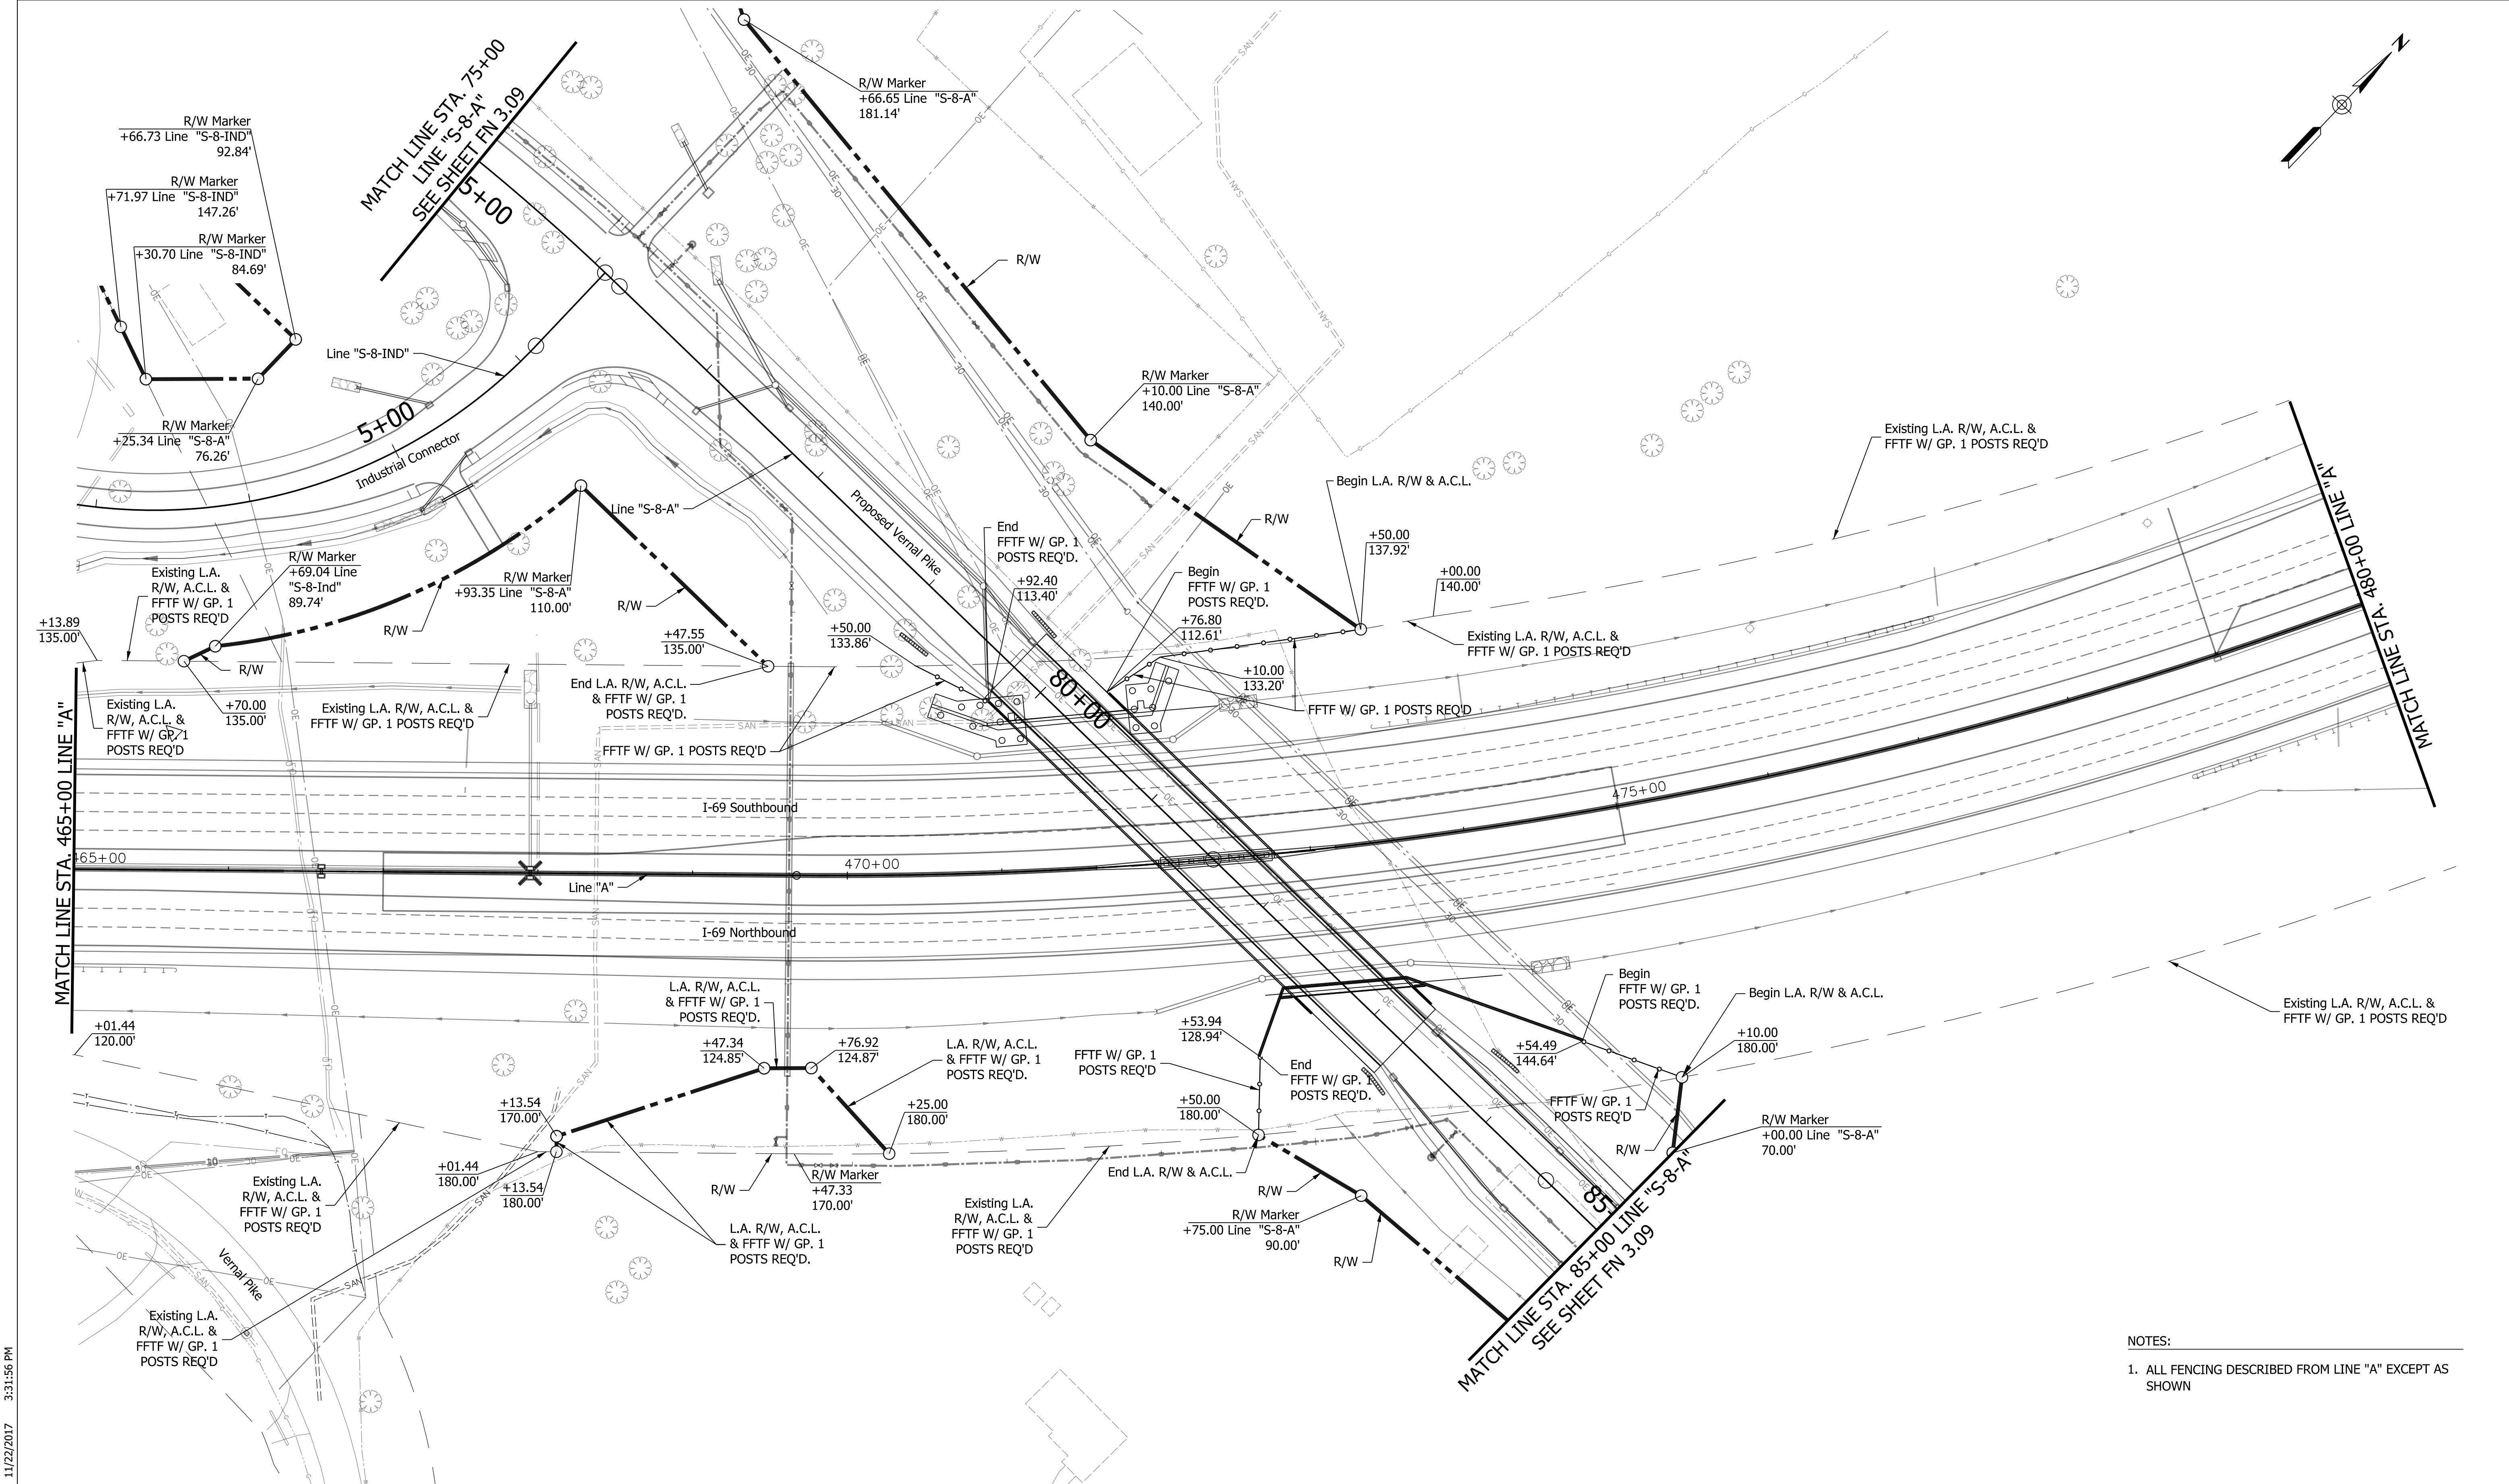 MATCH LINE STA. 75+00
LINE "S-8-A"
SEE SHEET FN 3.09
5+00
R/W Marker
+66.73 Line "S-8-IND"
92.84'
R/W Marker
+71.97 Line "S-8-IND"
147.26'
R/W Marker
+30.70 Line "S-8-IND"
84.69'
R/W Marker
+25.34 Line "S-8-A"
76.26'
R/W Marker
+66.65 Line "S-8-A"
181.14'
N
Line "S-8-IND"
5+00
Industrial Connector
R/W
R/W Marker
+10.00 Line "S-8-A"
140.00'
Existing L.A. R/W, A.C.L. &
FFTF W/ GP. 1 POSTS REQ'D
Begin L.A. R/W & A.C.L.
Line "S-8-A"
Proposed Vernal Pike
End
FFTF W/ GP. 1
POSTS REQ'D.
+92.40
113.40'
R/W
+50.00
137.92'
+00.00
140.00'
Begin
FFTF W/ GP. 1
POSTS REQ'D.
+76.80
112.61'
Existing L.A. R/W, A.C.L. &
FFTF W/ GP. 1 POSTS REQ'D
+10.00
133.20'
FFTF W/ GP. 1 POSTS REQ'D
MATCH LINE STA. 480+00 LINE "A"
MATCH LINE
Existing L.A.
R/W, A.C.L. &
FFTF W/ GP. 1
POSTS REQ'D
R/W Marker
+69.04 Line
"S-8-Ind"
89.74'
+13.89
135.00'
R/W
R/W
R/W Marker
+93.35 Line "S-8-A"
110.00'
R/W
+47.55
135.00'
+50.00
133.86'
+70.00
135.00'
Existing L.A.
R/W, A.C.L. &
FFTF W/ GP. 1
POSTS REQ'D
Existing L.A. R/W, A.C.L. &
FFTF W/ GP. 1 POSTS REQ'D
End L.A. R/W, A.C.L.
& FFTF W/ GP. 1
POSTS REQ'D.
FFTF W/ GP. 1 POSTS REQ'D
80+00
MATCH LINE STA. 465+00 LINE "A"
I-69 Southbound
475+00
465+00
470+00
Line "A"
I-69 Northbound
L.A. R/W, A.C.L.
& FFTF W/ GP. 1
POSTS REQ'D.
+01.44
120.00'
+47.34
124.85'
+76.92
124.87'
L.A. R/W, A.C.L.
& FFTF W/ GP. 1
POSTS REQ'D.
+53.94
128.94'
FFTF W/ GP. 1
POSTS REQ'D
End
FFTF W/ GP. 1
POSTS REQ'D.
Begin
FFTF W/ GP. 1
POSTS REQ'D.
Begin L.A. R/W & A.C.L.
+10.00
180.00'
+54.49
144.64'
FFTF W/ GP. 1
POSTS REQ'D
Existing L.A. R/W, A.C.L. &
FFTF W/ GP. 1 POSTS REQ'D
+13.54
170.00'
+25.00
180.00'
+50.00
180.00'
R/W Marker
+00.00 Line "S-8-A"
70.00'
R/W
+01.44
180.00'
+13.54
180.00'
R/W
R/W Marker
+47.33
170.00'
End L.A. R/W & A.C.L.
R/W
Existing L.A.
R/W, A.C.L. &
FFTF W/ GP. 1
POSTS REQ'D
L.A. R/W, A.C.L.
& FFTF W/ GP. 1
POSTS REQ'D.
Existing L.A.
R/W, A.C.L. &
FFTF W/ GP. 1
POSTS REQ'D
R/W Marker
+75.00 Line "S-8-A"
90.00'
R/W
85
MATCH LINE STA. 85+00 LINE "S-8-A"
SEE SHEET FN 3.09
Vernal Pike
Existing L.A.
R/W, A.C.L. &
FFTF W/ GP. 1
POSTS REQ'D
NOTES:
1. ALL FENCING DESCRIBED FROM LINE "A" EXCEPT AS
SHOWN
11/22/2017 3:31:56 PM